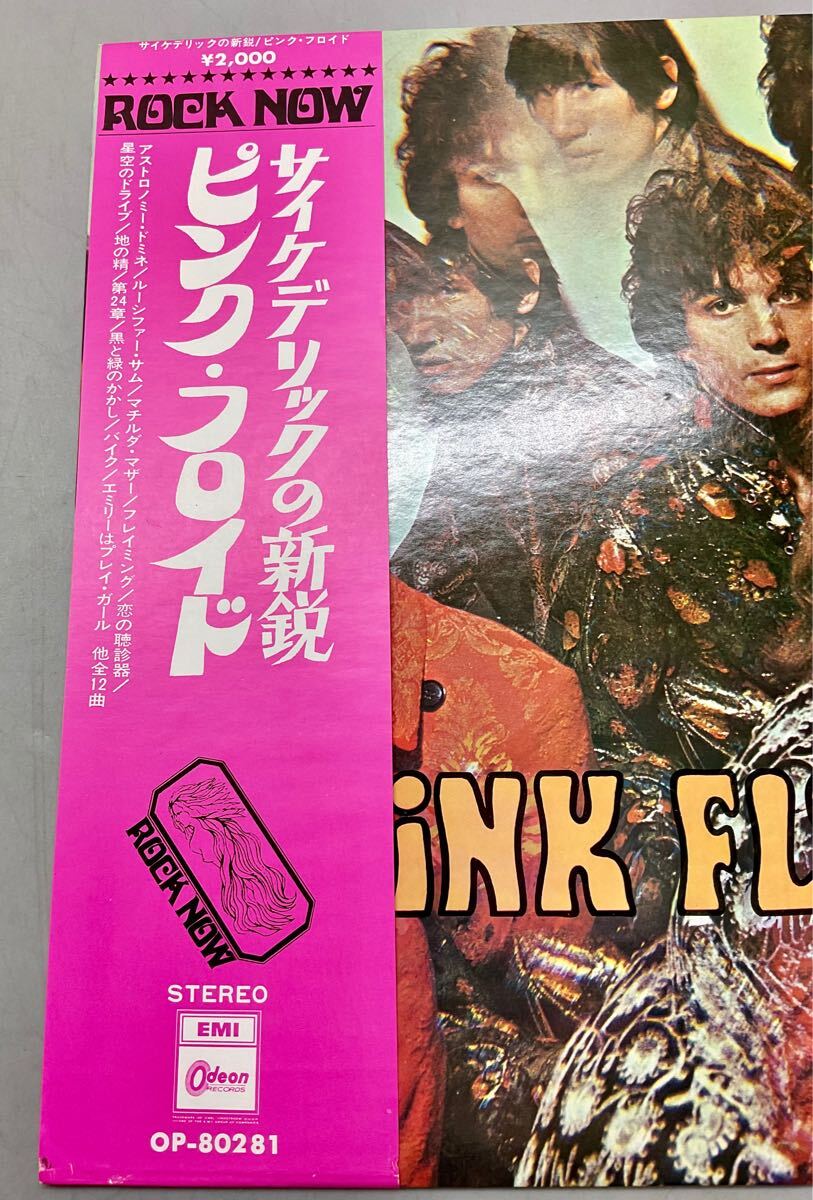 サイケデリックの新鋭/ピンク・フロイド
¥2,000
ROCK NOW
サイケデリックの新鋭
ピンク・フロイド
アストロノミー・ドミネ/ルーシファー・サム/マチルダ・マザー/フレイミング/恋の聴診器/
星空のドライブ/地の精/第24章/黒と緑のかかし/バイク/エミリーはプレイ・ガール 他全12曲
ROCK NOW
STEREO
EMI
Odeon
RECORDS
OP-80281
iNK FL